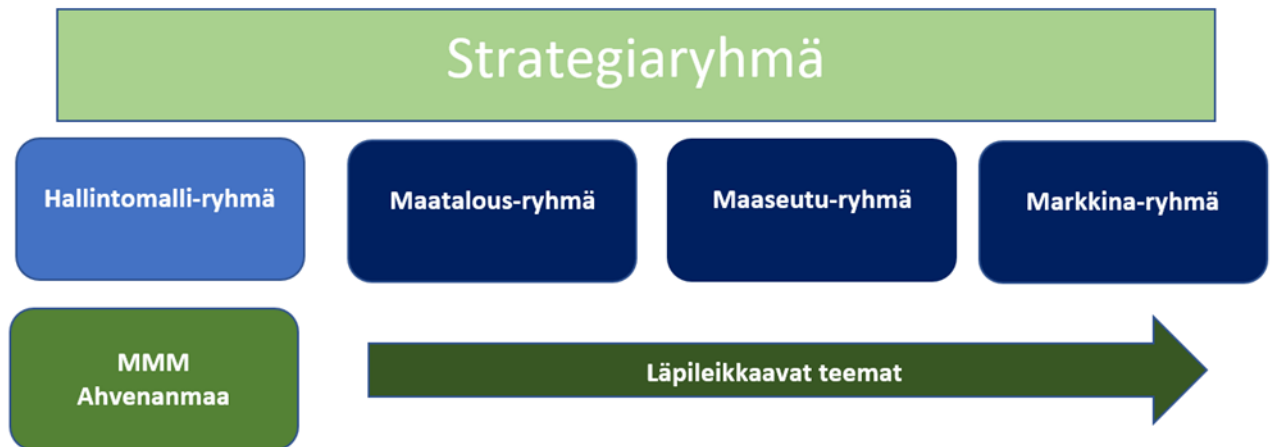 Strategiaryhmä
Hallintomalli-ryhmä
Maatalous-ryhmä
Maaseutu-ryhmä
Markkina-ryhmä
MMM
Ahvenanmaa
Läpileikkaavat teemat